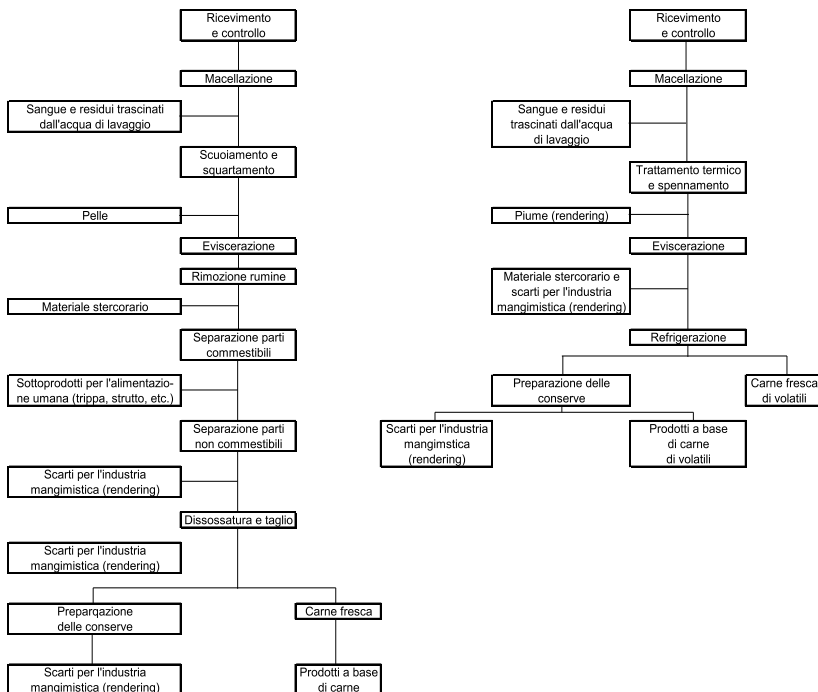 Ricevimento
e controllo
Macellazione
Sangue e residui trascinati
dall'acqua di lavaggio
Scuoiamento e
squartamento
Pelle
Eviscerazione
Rimozione rumine
Materiale stercorario
Separazione parti
commestibili
Sottoprodotti per l'alimentazio-
ne umana (trippa, strutto, etc.)
Separazione parti
non commestibili
Scarti per l'industria
mangimistica (rendering)
Dissossatura e taglio
Scarti per l'industria
mangimistica (rendering)
Preparqazione
delle conserve
Carne fresca
Scarti per l'industria
mangimistica (rendering)
Prodotti a base
di carne
Ricevimento
e controllo
Macellazione
Sangue e residui
trascinati dall'acqua
di lavaggio
Trattamento termico
e spennamento
Piume (rendering)
Eviscerazione
Materiale stercorario e
scarti per l'industria
mangimistica (rendering)
Refrigerazione
Preparazione delle
conserve
Carne fresca
di volatili
Scarti per l'industria
mangimstica
(rendering)
Prodotti a base
di carne
di volatili